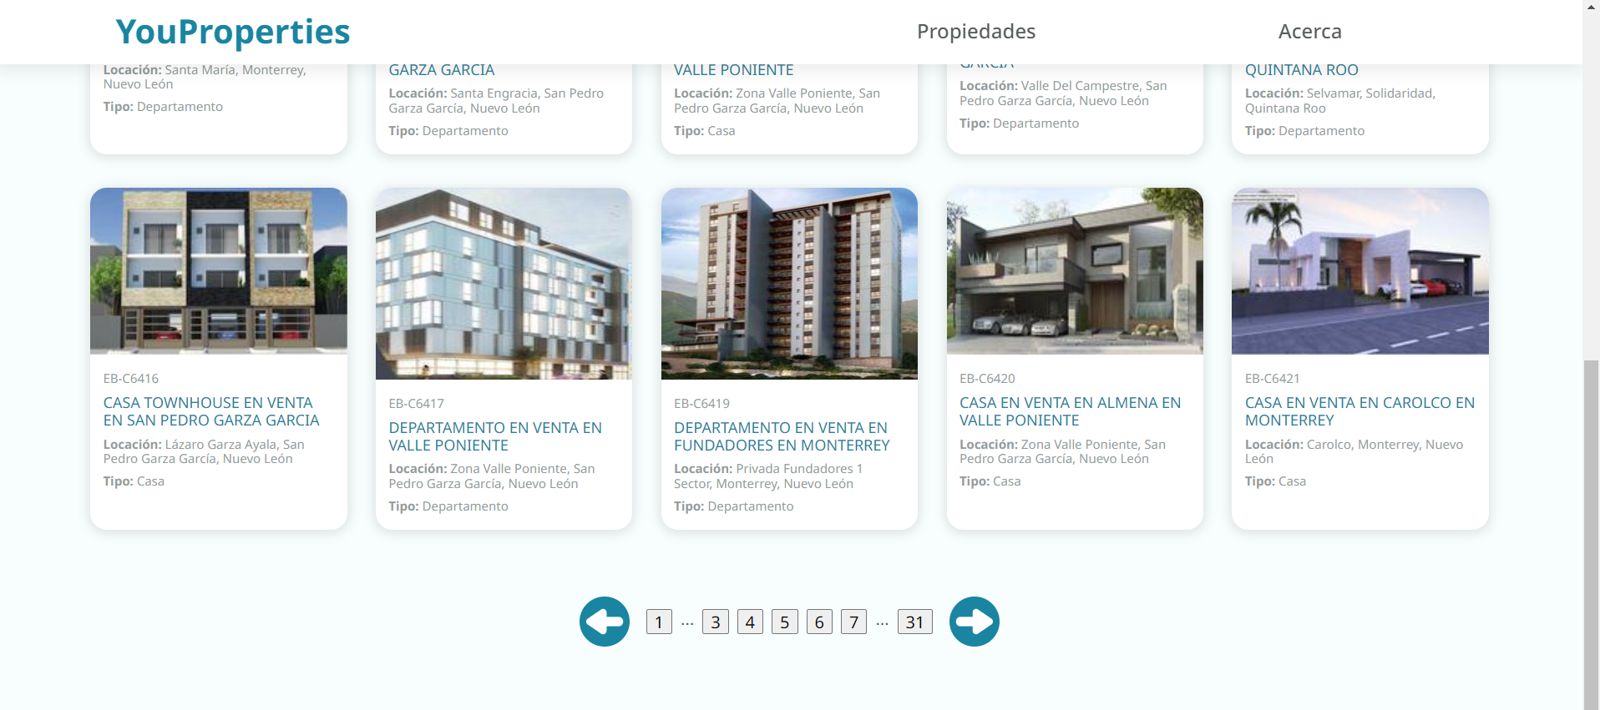 YouProperties
Propiedades
Acerca
Locación: Santa María, Monterrey,
Nuevo León
Tipo: Departamento
GARZA GARCIA
Locación: Santa Engracia, San Pedro
Garza García, Nuevo León
Tipo: Departamento
VALLE PONIENTE
Locación: Zona Valle Poniente, San
Pedro Garza García, Nuevo León
Tipo: Casa
GARCIA
Locación: Valle Del Campestre, San
Pedro Garza García, Nuevo León
Tipo: Departamento
QUINTANA ROO
Locación: Selvamar, Solidaridad,
Quintana Roo
Tipo: Departamento
EB-C6416
CASA TOWNHOUSE EN VENTA
EN SAN PEDRO GARZA GARCIA
Locación: Lázaro Garza Ayala, San
Pedro Garza García, Nuevo León
Tipo: Casa
EB-C6417
DEPARTAMENTO EN VENTA EN
VALLE PONIENTE
Locación: Zona Valle Poniente, San
Pedro Garza García, Nuevo León
Tipo: Departamento
EB-C6419
DEPARTAMENTO EN VENTA EN
FUNDADORES EN MONTERREY
Locación: Privada Fundadores 1
Sector, Monterrey, Nuevo León
Tipo: Departamento
EB-C6420
CASA EN VENTA EN ALMENA EN
VALLE PONIENTE
Locación: Zona Valle Poniente, San
Pedro Garza García, Nuevo León
Tipo: Casa
EB-C6421
CASA EN VENTA EN CAROLCO EN
MONTERREY
Locación: Carolco, Monterrey, Nuevo
León
Tipo: Casa
1 ... 3 4 5 6 7 ... 31